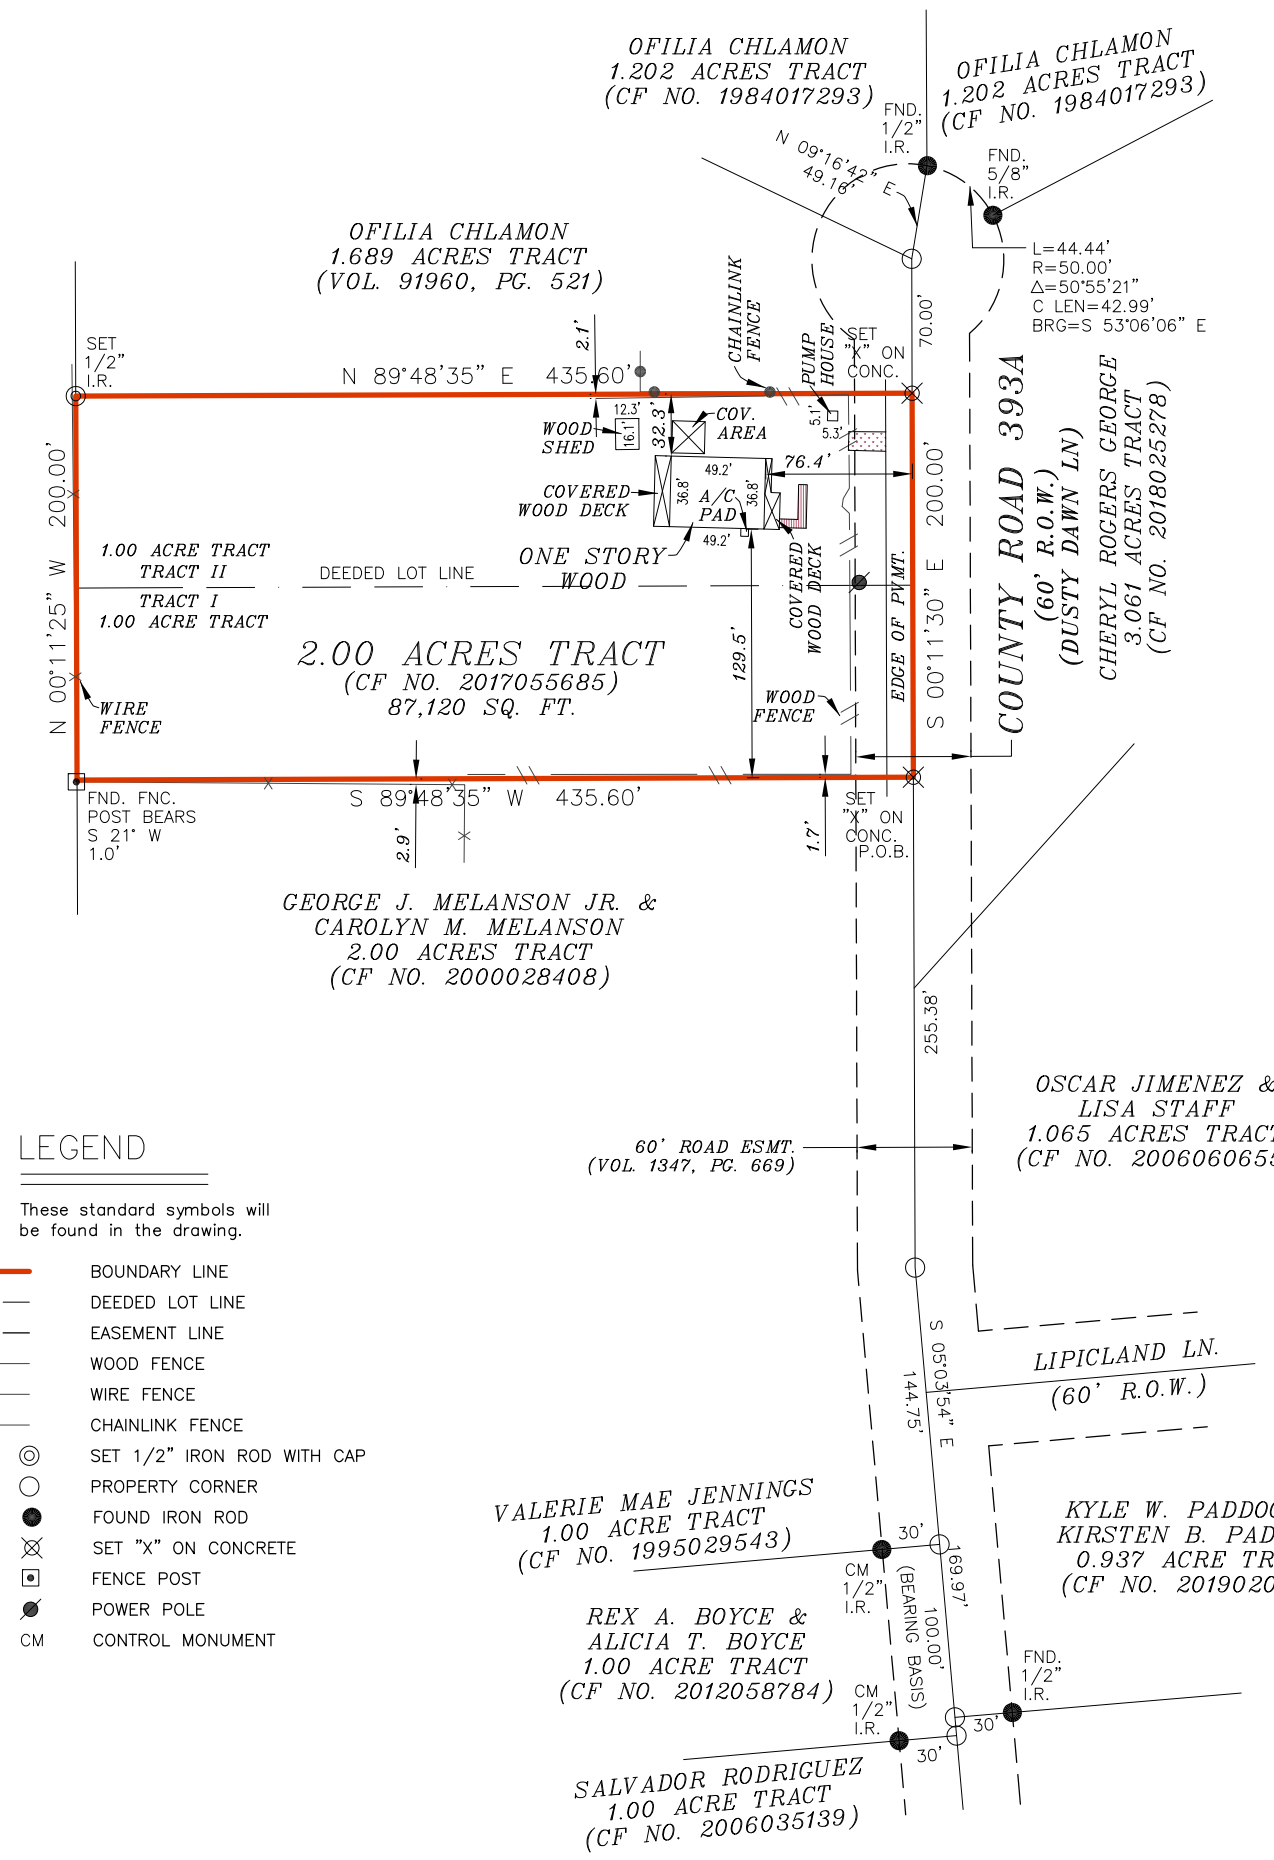 OFILIA CHLAMON
1.202 ACRES TRACT
(CF NO. 1984017293)
OFILIA CHLAMON
1.202 ACRES TRACT
(CF NO. 1984017293)
FND.
1/2"
I.R.
FND.
5/8"
I.R.
N 09°16'42" E
49.16'
L=44.44'
R=50.00'
Δ=50°55'21"
C LEN=42.99'
BRG=S 53°06'06" E
OFILIA CHLAMON
1.689 ACRES TRACT
(VOL. 91960, PG. 521)
2.1'
CHAINLINK
FENCE
PUMP
HOUSE
SET
"X" ON
CONC.
70.00'
SET
1/2"
I.R.
N 89°48'35" E 435.60'
12.3'
16.1'
WOOD
SHED
32.3'
COV.
AREA
5.1'
5.3'
76.4'
49.2'
36.8'
36.8'
A/C
PAD
49.2'
COVERED
WOOD DECK
ONE STORY
WOOD
COVERED
WOOD DECK
N 00°11'25" W 200.00'
1.00 ACRE TRACT
TRACT II
DEEDED LOT LINE
TRACT I
1.00 ACRE TRACT
2.00 ACRES TRACT
(CF NO. 2017055685)
87,120 SQ. FT.
WIRE
FENCE
129.5'
WOOD
FENCE
EDGE OF PVMT.
S 00°11'30" E 200.00'
COUNTY ROAD 393A
(60' R.O.W.)
(DUSTY DAWN LN)
CHERYL ROGERS GEORGE
3.061 ACRES TRACT
(CF NO. 2018025278)
FND. FNC.
POST BEARS
S 21° W
1.0'
S 89°48'35" W 435.60'
2.9'
1.7'
SET
"X" ON
CONC.
P.O.B.
GEORGE J. MELANSON JR. &
CAROLYN M. MELANSON
2.00 ACRES TRACT
(CF NO. 2000028408)
255.38'
OSCAR JIMENEZ &
LISA STAFF
1.065 ACRES TRACT
(CF NO. 2006060655
60' ROAD ESMT.
(VOL. 1347, PG. 669)
LEGEND
These standard symbols will
be found in the drawing.
BOUNDARY LINE
DEEDED LOT LINE
EASEMENT LINE
WOOD FENCE
WIRE FENCE
CHAINLINK FENCE
SET 1/2" IRON ROD WITH CAP
PROPERTY CORNER
FOUND IRON ROD
SET "X" ON CONCRETE
FENCE POST
POWER POLE
CM CONTROL MONUMENT
S 05°03'54" E
144.75'
LIPICLAND LN.
(60' R.O.W.)
VALERIE MAE JENNINGS
1.00 ACRE TRACT
(CF NO. 1995029543)
30'
CM
1/2"
I.R.
169.97'
100.00'
(BEARING BASIS)
KYLE W. PADDOC
KIRSTEN B. PAD
0.937 ACRE TR
(CF NO. 2019020
REX A. BOYCE &
ALICIA T. BOYCE
1.00 ACRE TRACT
(CF NO. 2012058784)
CM
1/2"
I.R.
FND.
1/2"
I.R.
30'
30'
SALVADOR RODRIGUEZ
1.00 ACRE TRACT
(CF NO. 2006035139)